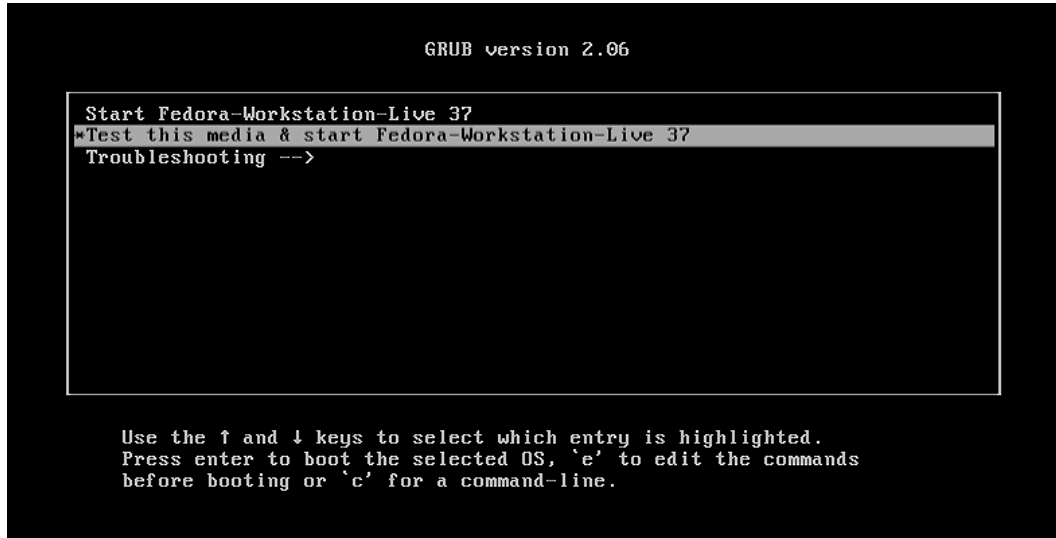 GRUB version 2.06
Start Fedora-Workstation-Live 37
*Test this media & start Fedora-Workstation-Live 37
Troubleshooting -->
Use the ↑ and ↓ keys to select which entry is highlighted.
Press enter to boot the selected OS, `e' to edit the commands
before booting or `c' for a command-line.